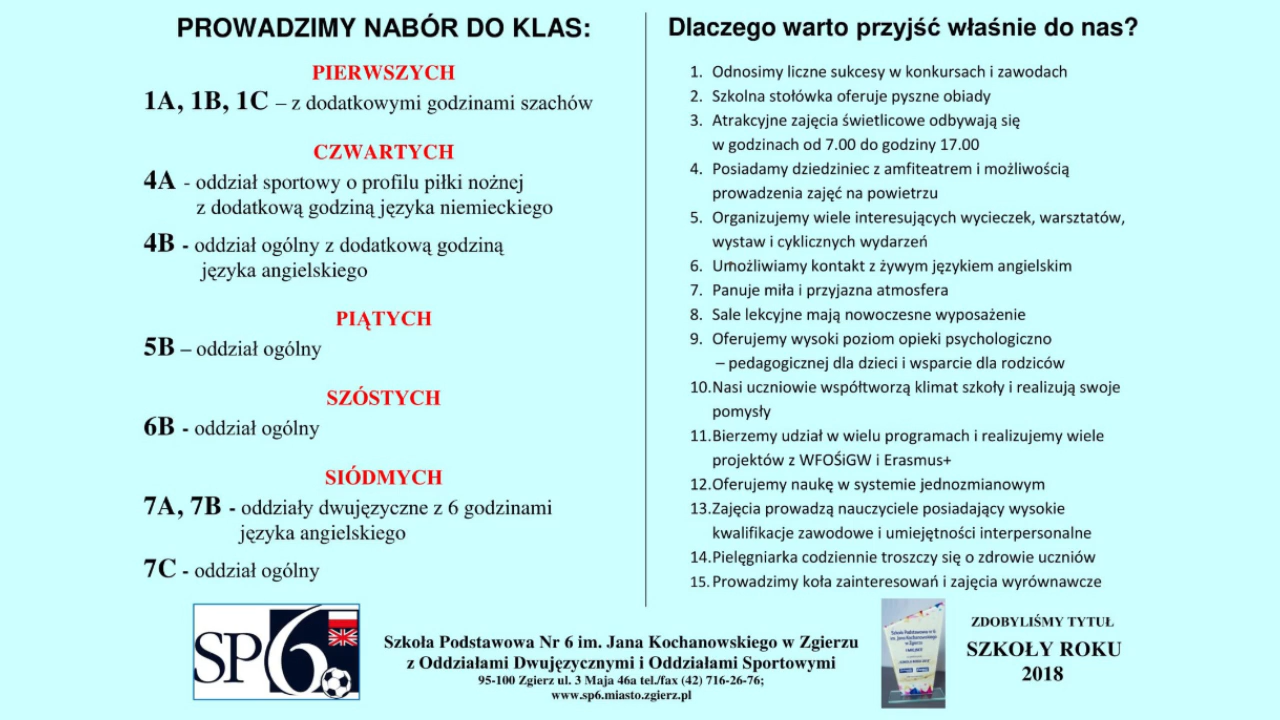 PROWADZIMY NABÓR DO KLAS:
PIERWSZYCH
1A, 1B, 1C – z dodatkowymi godzinami szachów
CZWARTYCH
4A - oddział sportowy o profilu piłki nożnej
z dodatkową godziną języka niemieckiego
4B - oddział ogólny z dodatkową godziną
języka angielskiego
PIĄTYCH
5B – oddział ogólny
SZÓSTYCH
6B - oddział ogólny
SIÓDMYCH
7A, 7B - oddziały dwujęzyczne z 6 godzinami
języka angielskiego
7C - oddział ogólny
Dlaczego warto przyjść właśnie do nas?
1. Odnosimy liczne sukcesy w konkursach i zawodach
2. Szkolna stołówka oferuje pyszne obiady
3. Atrakcyjne zajęcia świetlicowe odbywają się
w godzinach od 7.00 do godziny 17.00
4. Posiadamy dziedziniec z amfiteatrem i możliwością
prowadzenia zajęć na powietrzu
5. Organizujemy wiele interesujących wycieczek, warsztatów,
wystaw i cyklicznych wydarzeń
6. Umożliwiamy kontakt z żywym językiem angielskim
7. Panuje miła i przyjazna atmosfera
8. Sale lekcyjne mają nowoczesne wyposażenie
9. Oferujemy wysoki poziom opieki psychologiczno
– pedagogicznej dla dzieci i wsparcie dla rodziców
10.Nasi uczniowie współtworzą klimat szkoły i realizują swoje
pomysły
11.Bierzemy udział w wielu programach i realizujemy wiele
projektów z WFOŚiGW i Erasmus+
12.Oferujemy naukę w systemie jednozmianowym
13.Zajęcia prowadzą nauczyciele posiadający wysokie
kwalifikacje zawodowe i umiejętności interpersonalne
14.Pielęgniarka codziennie troszczy się o zdrowie uczniów
15.Prowadzimy koła zainteresowań i zajęcia wyrównawcze
SP6
Szkoła Podstawowa Nr 6 im. Jana Kochanowskiego w Zgierzu
z Oddziałami Dwujęzycznymi i Oddziałami Sportowymi
95-100 Zgierz ul. 3 Maja 46a tel./fax (42) 716-26-76;
www.sp6.miasto.zgierz.pl
Szkoła Podstawowa nr 6
im. Jana Kochanowskiego
w Zgierzu
ZDOBYLIŚMY TYTUŁ
SZKOŁY ROKU
2018